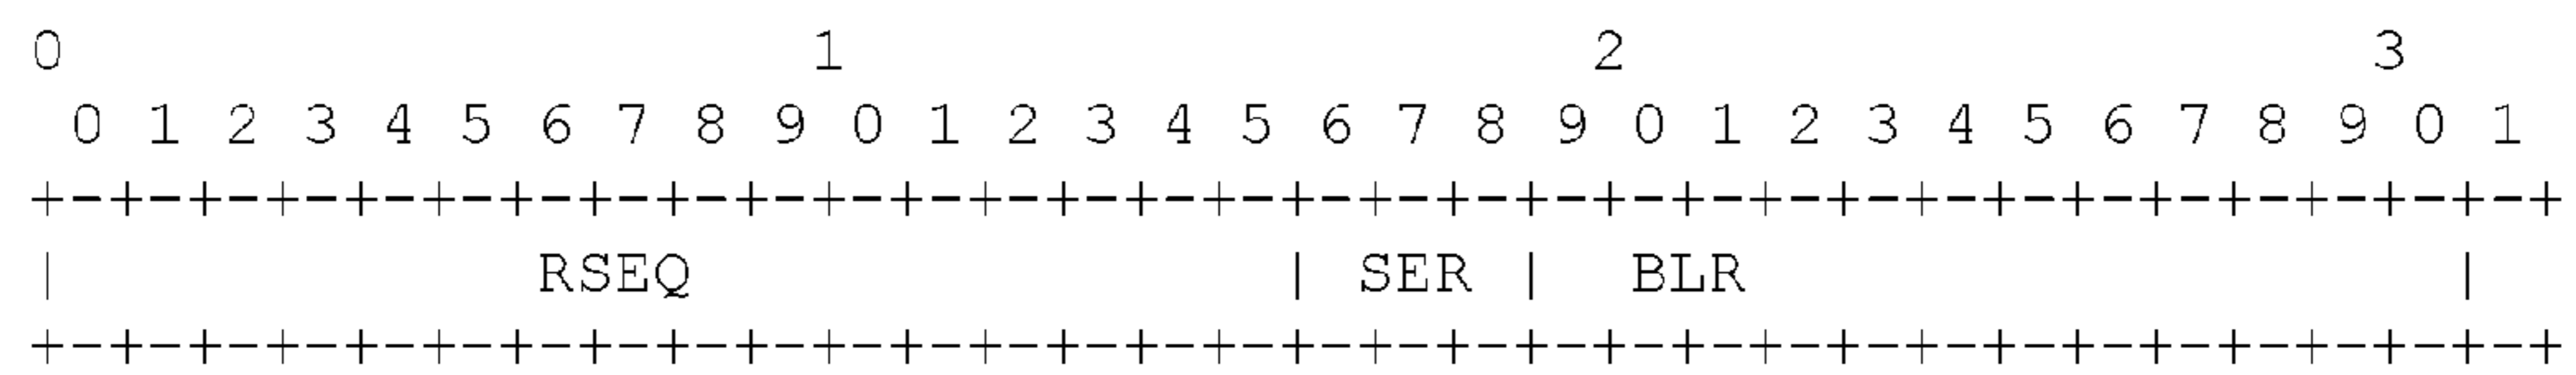 0                   1                   2                   3
 0 1 2 3 4 5 6 7 8 9 0 1 2 3 4 5 6 7 8 9 0 1 2 3 4 5 6 7 8 9 0 1
+-+-+-+-+-+-+-+-+-+-+-+-+-+-+-+-+-+-+-+-+-+-+-+-+-+-+-+-+-+-+-+-+
|            RSEQ               | SER |  BLR                  |
+-+-+-+-+-+-+-+-+-+-+-+-+-+-+-+-+-+-+-+-+-+-+-+-+-+-+-+-+-+-+-+-+